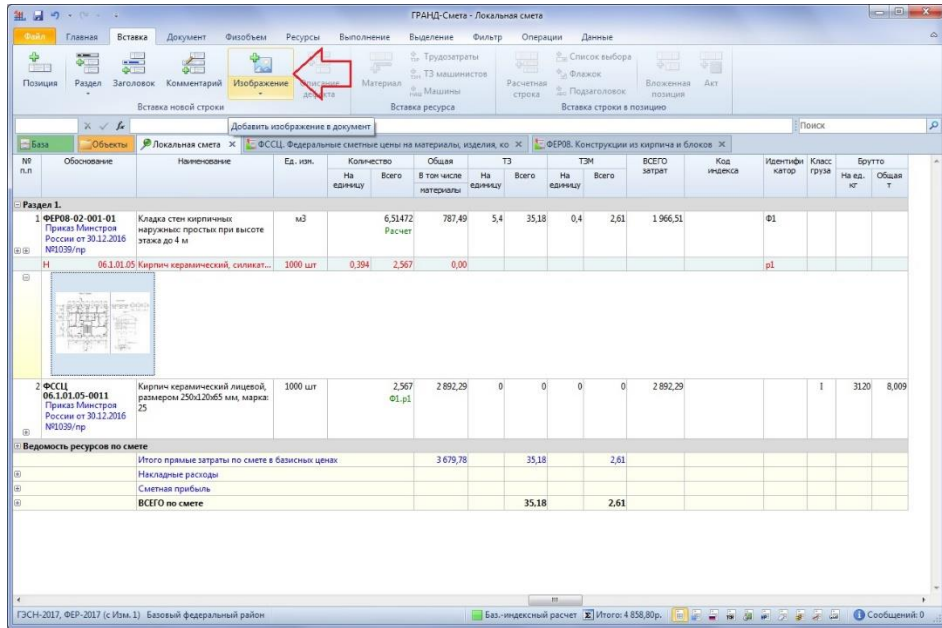 ГРАНД-Смета - Локальная смета
Файл Главная Вставка Документ Физобъем Ресурсы Выполнение Выделение Фильтр Операции Данные
Позиция Раздел Заголовок Комментарий Изображение Описание дефекта Материал Трудозатраты ТЗ машинистов Машины Расчетная строка Список выбора Флажок Подзаголовок Вложенная позиция Акт
Вставка новой строки Вставка ресурса Вставка строки в позицию
Добавить изображение в документ
Поиск
База Объекты Локальная смета ФССЦ. Федеральные сметные цены на материалы, изделия, ко ФЕР08. Конструкции из кирпича и блоков
№ п.п Обоснование Наименование Ед. изм. Количество Общая ТЗ ТЗМ ВСЕГО затрат Код индекса Идентифи катор Класс груза Брутто
На единицу Всего В том числе материалы На единицу Всего На единицу Всего На ед. кг Общая т
Раздел 1.
1 ФЕР08-02-001-01 Кладка стен кирпичных м3 6,51472 787,49 5,4 35,18 0,4 2,61 1 966,51 Ф1
Приказ Минстроя наружных: простых при высоте Расчет
России от 30.12.2016 этажа до 4 м
№1039/пр
Н 06.1.01.05 Кирпич керамический, силикат... 1000 шт 0,394 2,567 0,00 р1
2 ФССЦ Кирпич керамический лицевой, 1000 шт 2,567 2 892,29 0 0 0 0 2 892,29 I 3120 8,009
06.1.01.05-0011 размером 250х120х65 мм, марка: Ф1.р1
Приказ Минстроя 25
России от 30.12.2016
№1039/пр
Ведомость ресурсов по смете
Итого прямые затраты по смете в базисных ценах 3 679,78 35,18 2,61
Накладные расходы
Сметная прибыль
ВСЕГО по смете 35,18 2,61
ГЭСН-2017, ФЕР-2017 (с Изм. 1) Базовый федеральный район Баз.-индексный расчет Итого: 4 858,80р. Сообщений: 0